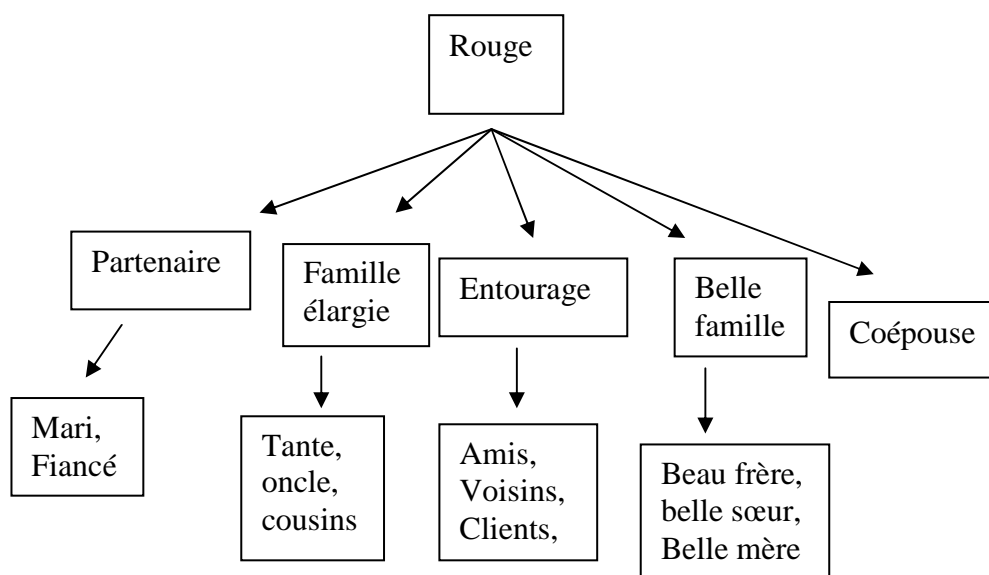 Rouge
Partenaire
Famille
élargie
Entourage
Belle
famille
Coépouse
Mari,
Fiancé
Tante,
oncle,
cousins
Amis,
Voisins,
Clients,
Beau frère,
belle sœur,
Belle mère